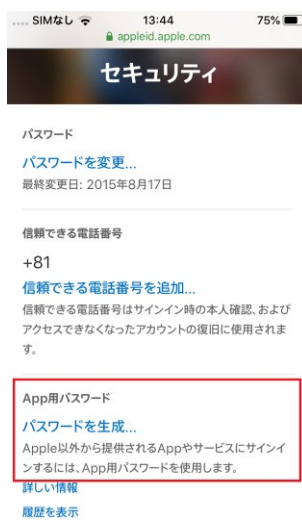 SIMなし 13:44 75%
appleid.apple.com
セキュリティ
パスワード
パスワードを変更...
最終変更日: 2015年8月17日
信頼できる電話番号
+81
信頼できる電話番号を追加...
信頼できる電話番号はサインイン時の本人確認、および
アクセスできなくなったアカウントの復旧に使用されま
す。
App用パスワード
パスワードを生成...
Apple以外から提供されるAppやサービスにサインイ
ンするには、App用パスワードを使用します。
詳しい情報
履歴を表示